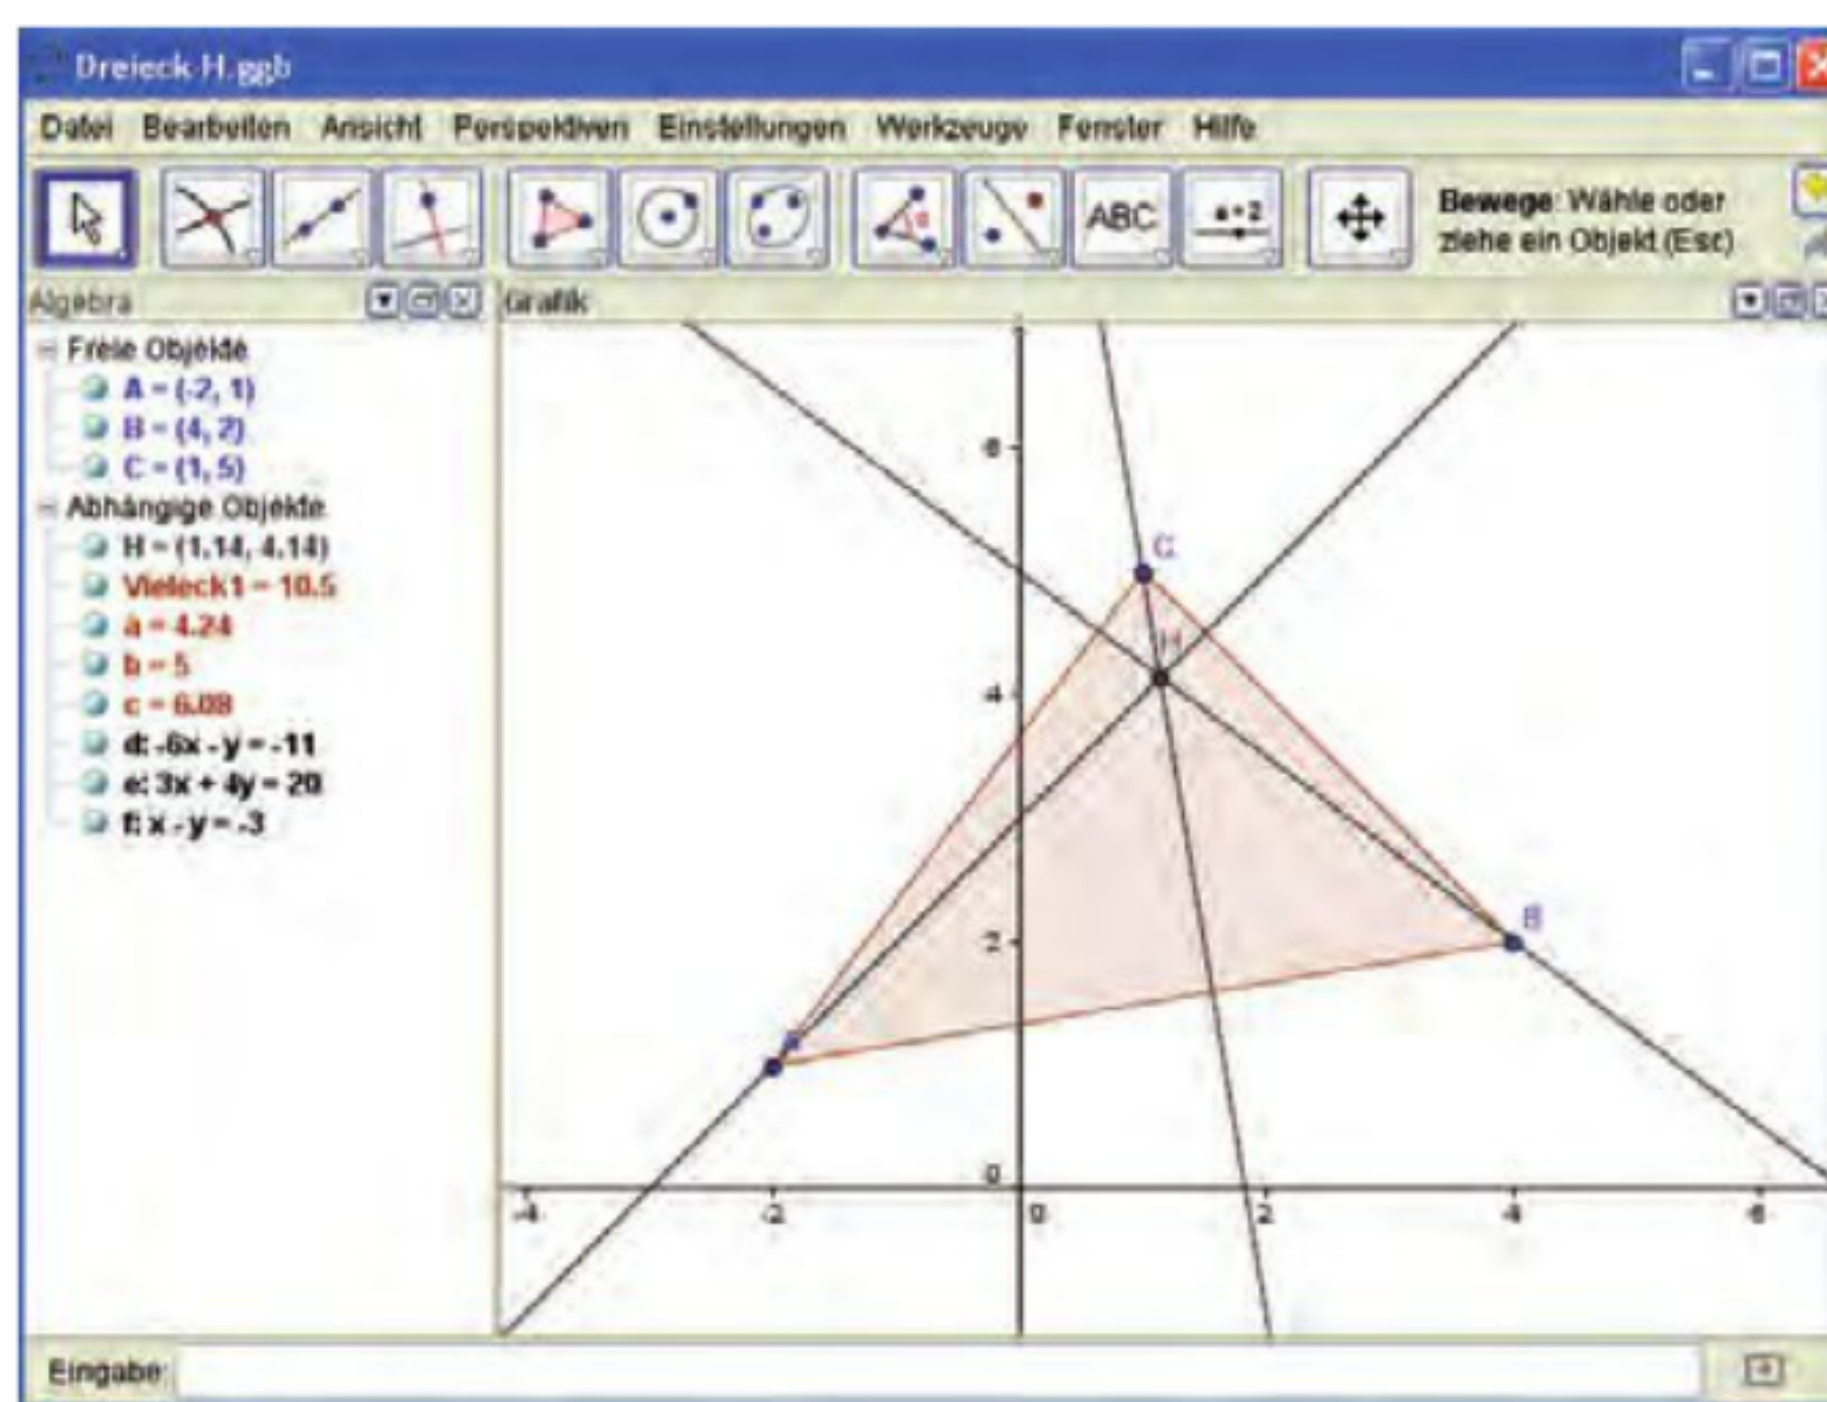 Dreieck-H.ggb
Datei Bearbeiten Ansicht Perspektiven Einstellungen Werkzeuge Fenster Hilfe
ABC
a=2
Bewege: Wähle oder
ziehe ein Objekt (Esc)
Algebra
Grafik
Freie Objekte
A = (-2, 1)
B = (4, 2)
C = (1, 5)
Abhängige Objekte
H = (1.14, 4.14)
Vieleck1 = 10.5
a = 4.24
b = 5
c = 6.08
d: -6x - y = -11
e: 3x + 4y = 20
f: x - y = -3
6
C
H
4
B
2
A
0
-4 -2 0 2 4 6
Eingabe: